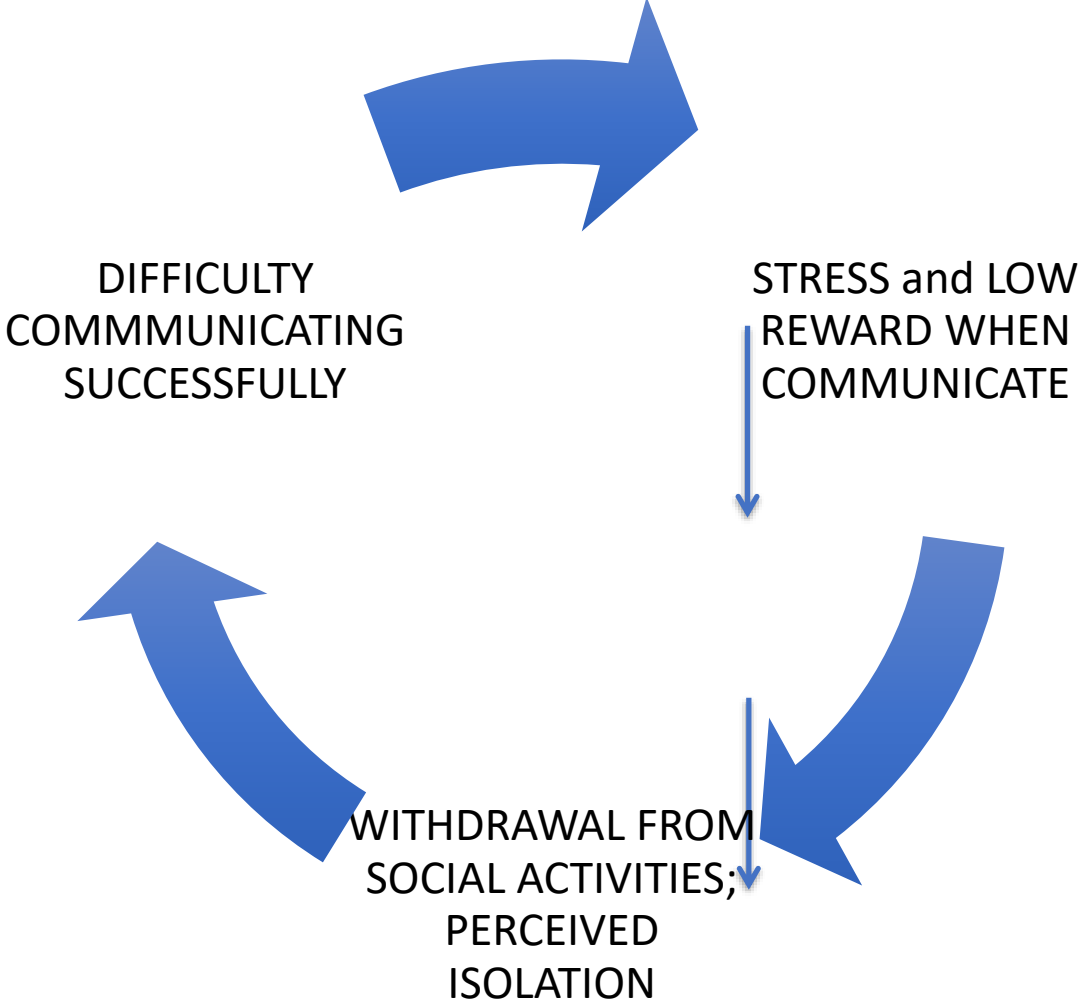 DIFFICULTY
COMMMUNICATING
SUCCESSFULLY
STRESS and LOW
REWARD WHEN
COMMUNICATE
WITHDRAWAL FROM
SOCIAL ACTIVITIES;
PERCEIVED
ISOLATION